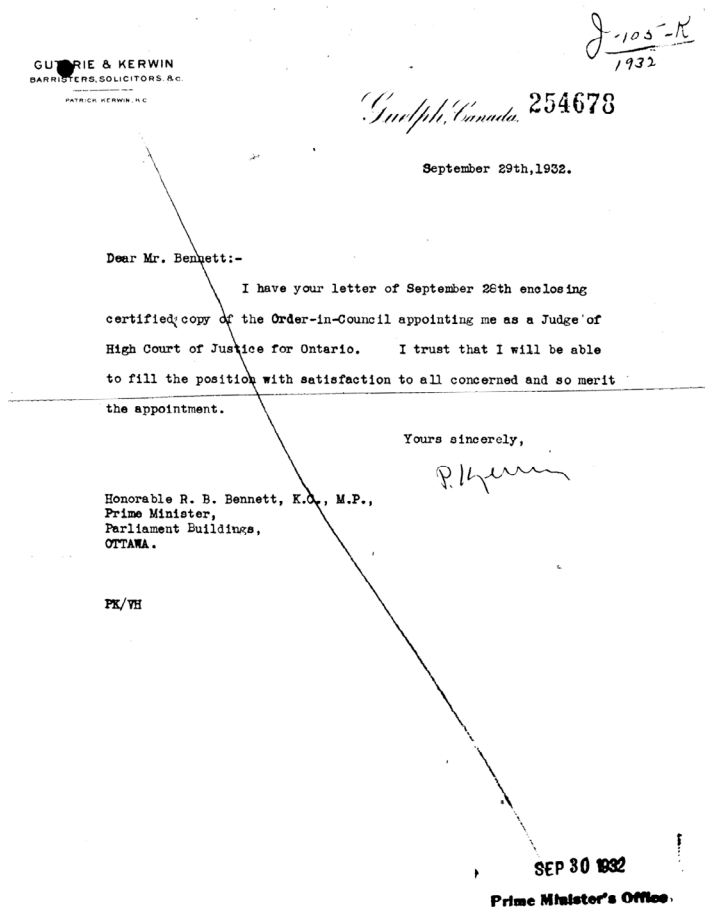 J-105-K
1932
GUTHRIE & KERWIN
BARRISTERS, SOLICITORS, &c.
PATRICK KERWIN, K.C
Guelph, Canada. 254678
September 29th,1932.
Dear Mr. Bennett:-
I have your letter of September 28th enclosing
certified copy of the Order-in-Council appointing me as a Judge of
High Court of Justice for Ontario. I trust that I will be able
to fill the position with satisfaction to all concerned and so merit
the appointment.
Yours sincerely,
P. Kerwin
Honorable R. B. Bennett, K.C., M.P.,
Prime Minister,
Parliament Buildings,
OTTAWA.
PK/VH
SEP 30 1932
Prime Minister's Office.